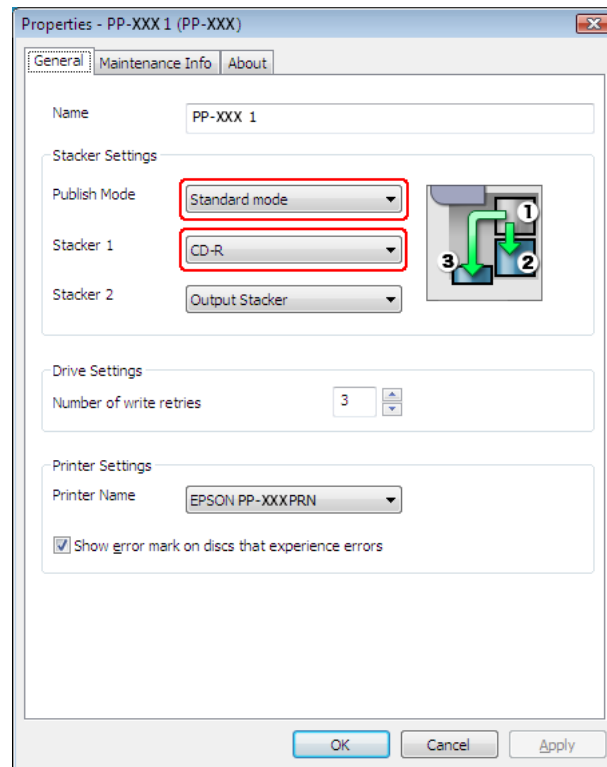 Properties - PP-XXX 1 (PP-XXX)
General Maintenance Info About
Name PP-XXX 1
Stacker Settings
Publish Mode Standard mode
1
Stacker 1 CD-R
3 2
Stacker 2 Output Stacker
Drive Settings
Number of write retries 3
Printer Settings
Printer Name EPSON PP-XXXPRN
Show error mark on discs that experience errors
OK Cancel Apply